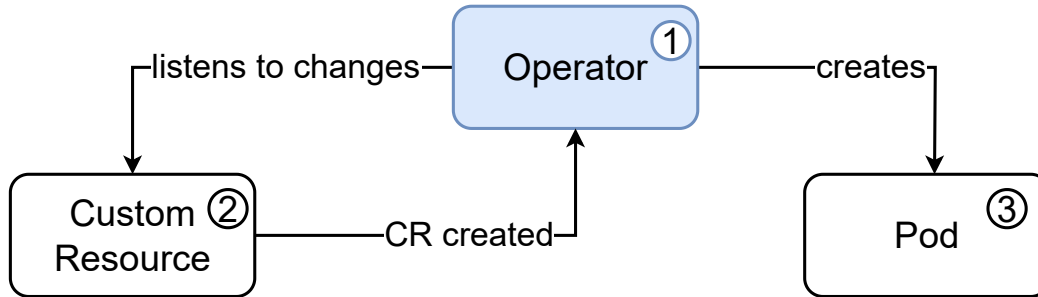 ①
listens to changes
Operator
creates
②
Custom
Resource
CR created
③
Pod